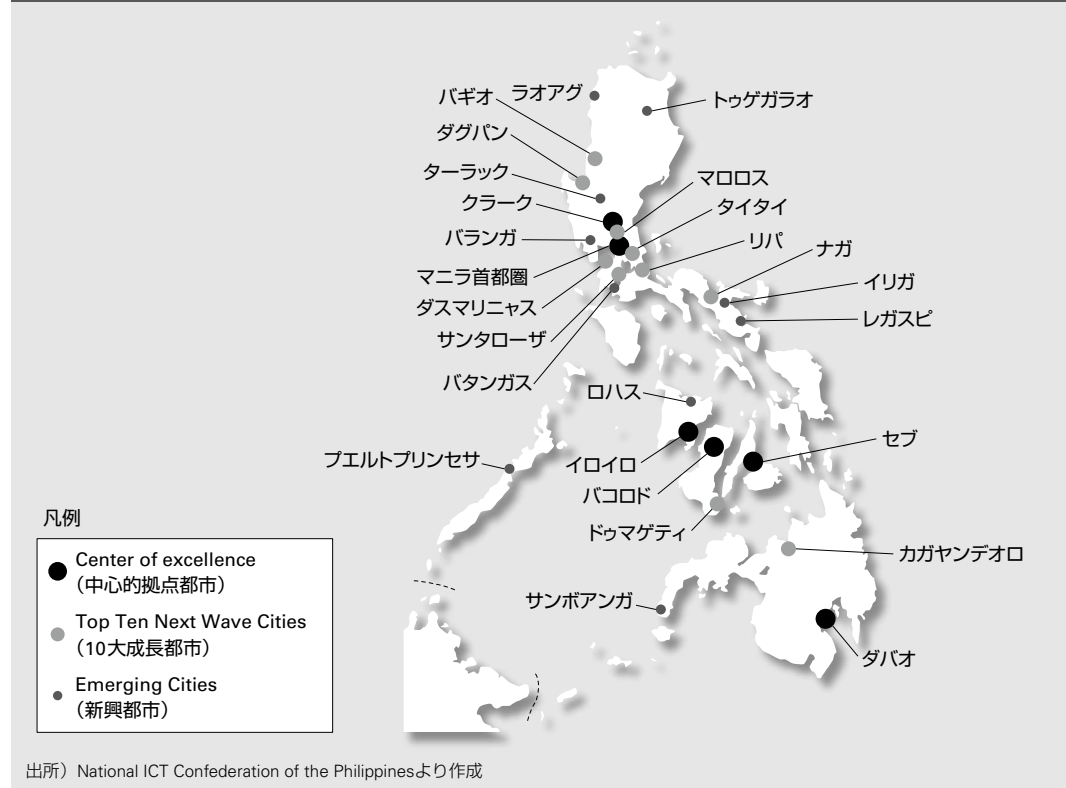 バギオ
ラオアグ
トゥゲガラオ
ダグパン
ターラック
マロロス
クラーク
タイタイ
バランガ
リパ
ナガ
マニラ首都圏
イリガ
ダスマリニャス
レガスピ
サンタローザ
バタンガス
ロハス
セブ
プエルトプリンセサ
イロイロ
バコロド
ドゥマゲティ
カガヤンデオロ
サンボアンガ
ダバオ
凡例
Center of excellence
（中心的拠点都市）
Top Ten Next Wave Cities
（10大成長都市）
Emerging Cities
（新興都市）
出所）National ICT Confederation of the Philippinesより作成